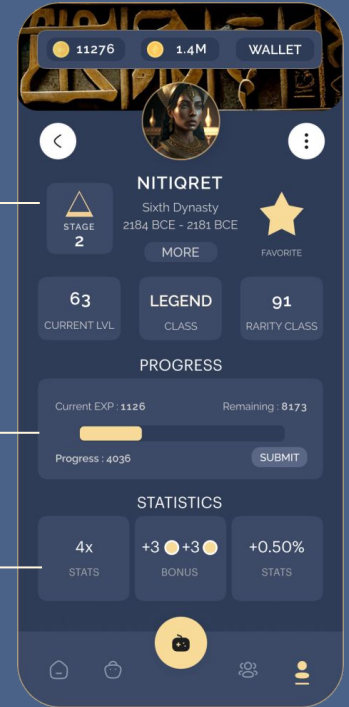 11276 1.4M WALLET
NITIQRET
Sixth Dynasty
2184 BCE - 2181 BCE
MORE
STAGE
2
FAVORITE
63 LEGEND 91
CURRENT LVL CLASS RARITY CLASS
PROGRESS
Current EXP : 1126 Remaining : 8173
Progress : 4036 SUBMIT
STATISTICS
4x +3 +3 +0.50%
STATS BONUS STATS